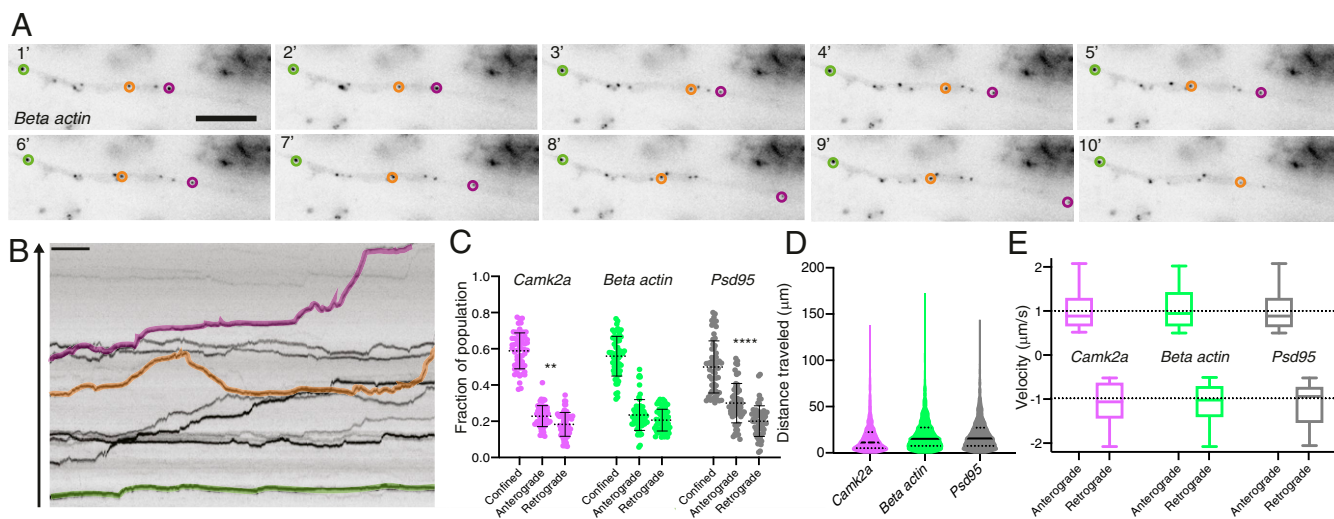 A
1' 2' 3' 4' 5'
Beta actin
6' 7' 8' 9' 10'
B
C
Camk2a Beta actin Psd95
Fraction of population
1.0
0.8
0.6
0.4
0.2
0.0
**
****
Confined Anterograde Retrograde Confined Anterograde Retrograde Confined Anterograde Retrograde
D
Distance traveled (μm)
200
150
100
50
0
Camk2a Beta actin Psd95
E
Velocity (μm/s)
2
1
0
-1
-2
Camk2a Beta actin Psd95
Anterograde Retrograde Anterograde Retrograde Anterograde Retrograde